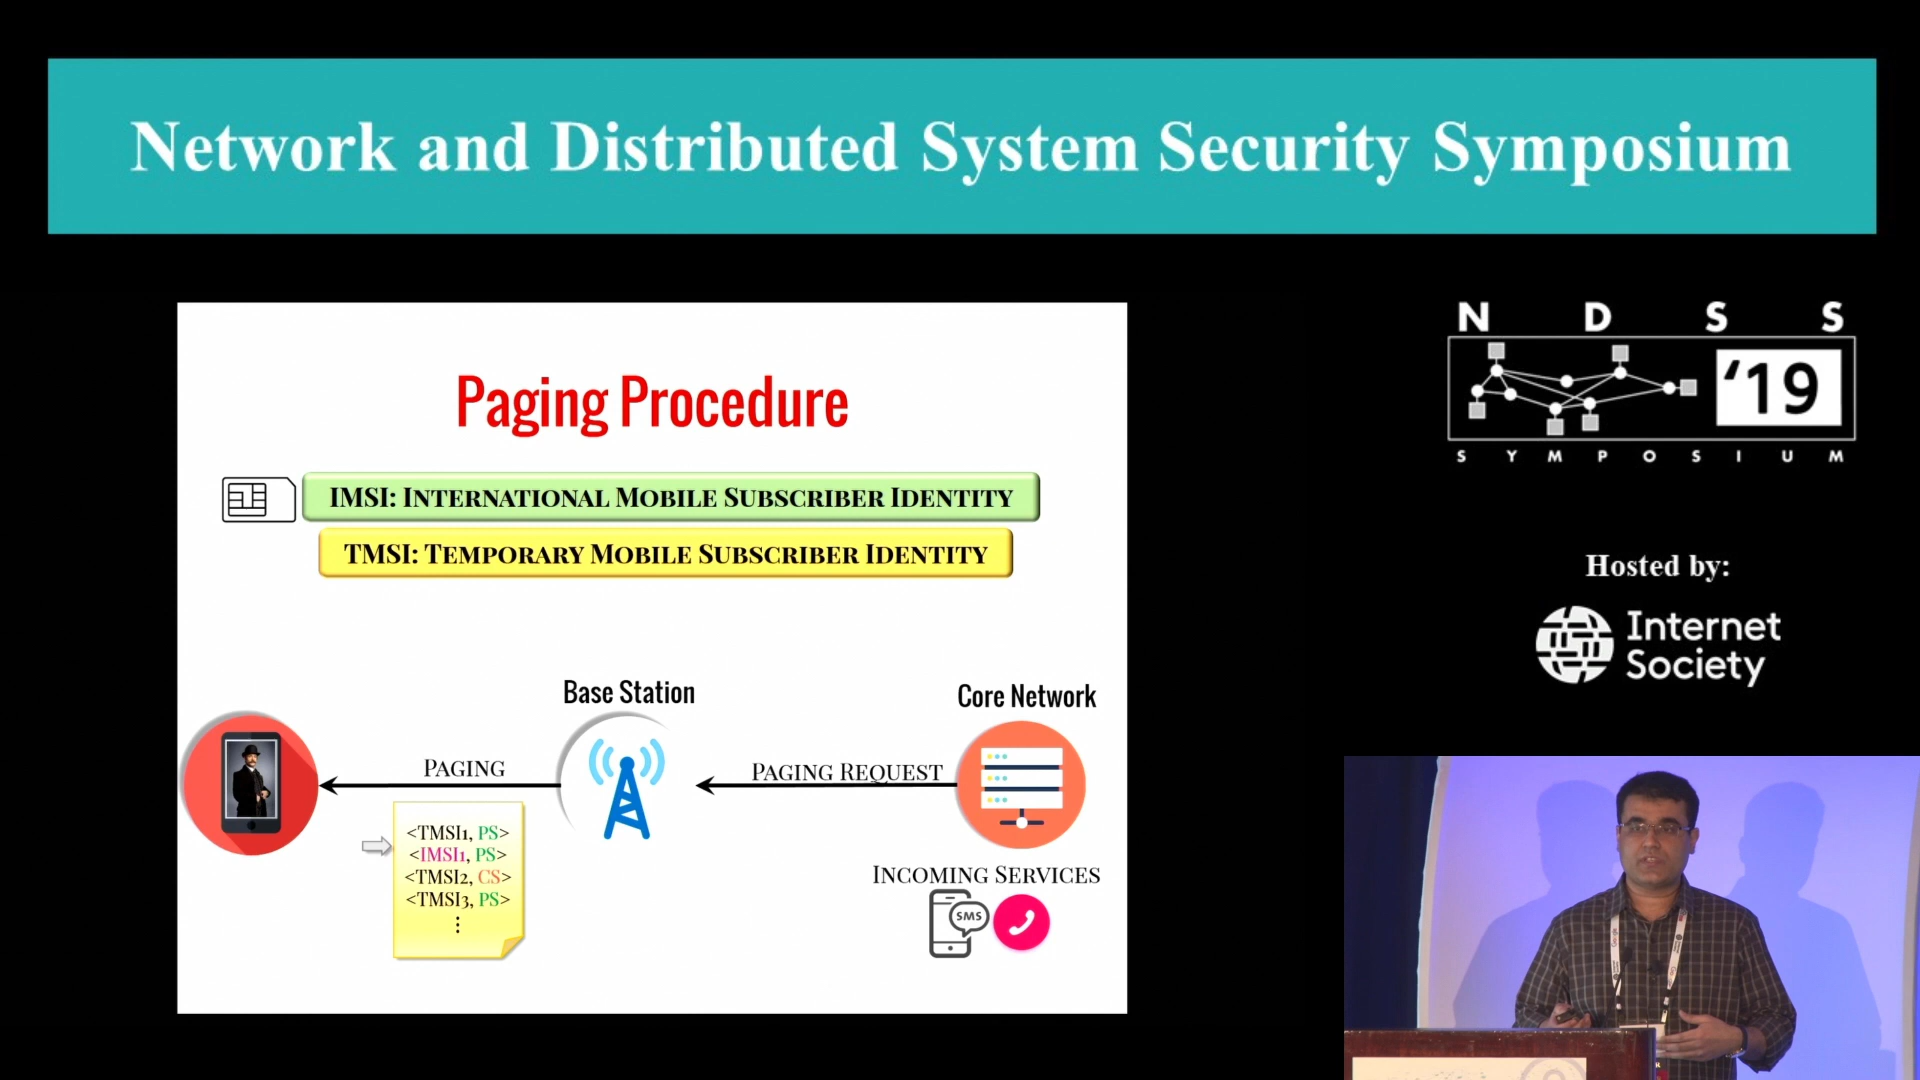 Network and Distributed System Security Symposium
N D S S
'19
S Y M P O S I U M
Paging Procedure
IMSI: International Mobile Subscriber Identity
TMSI: Temporary Mobile Subscriber Identity
Hosted by:
Internet
Society
Base Station
Core Network
Paging
Paging Request
<TMSI1, PS>
<IMSI1, PS>
<TMSI2, CS>
<TMSI3, PS>
⋮
Incoming Services
SMS